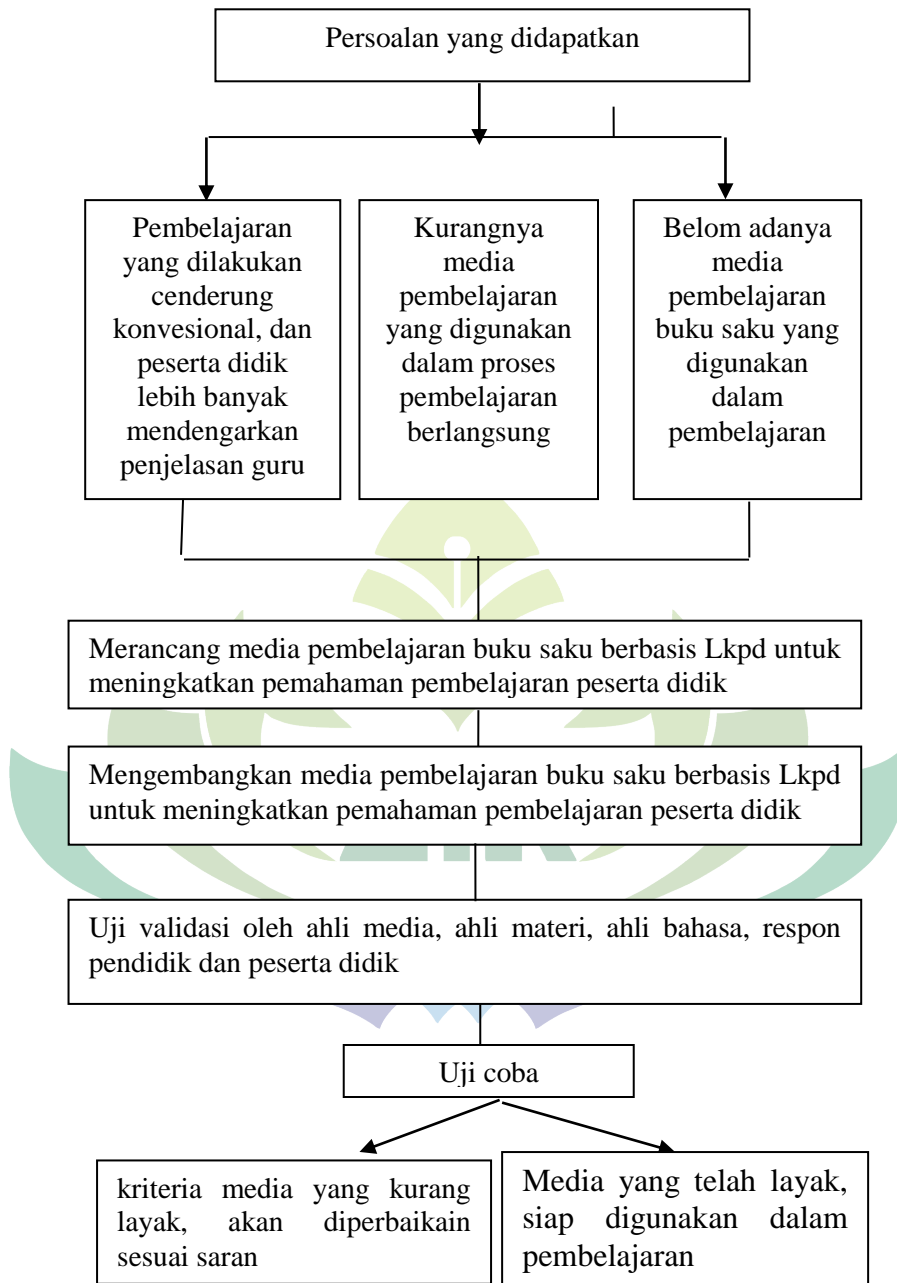 Persoalan yang didapatkan
Pembelajaran
yang dilakukan
cenderung
konvesional, dan
peserta didik
lebih banyak
mendengarkan
penjelasan guru
Kurangnya
media
pembelajaran
yang digunakan
dalam proses
pembelajaran
berlangsung
Belom adanya
media
pembelajaran
buku saku yang
digunakan
dalam
pembelajaran
Merancang media pembelajaran buku saku berbasis Lkpd untuk
meningkatkan pemahaman pembelajaran peserta didik
Mengembangkan media pembelajaran buku saku berbasis Lkpd
untuk meningkatkan pemahaman pembelajaran peserta didik
Uji validasi oleh ahli media, ahli materi, ahli bahasa, respon
pendidik dan peserta didik
Uji coba
kriteria media yang kurang
layak, akan diperbaikain
sesuai saran
Media yang telah layak,
siap digunakan dalam
pembelajaran